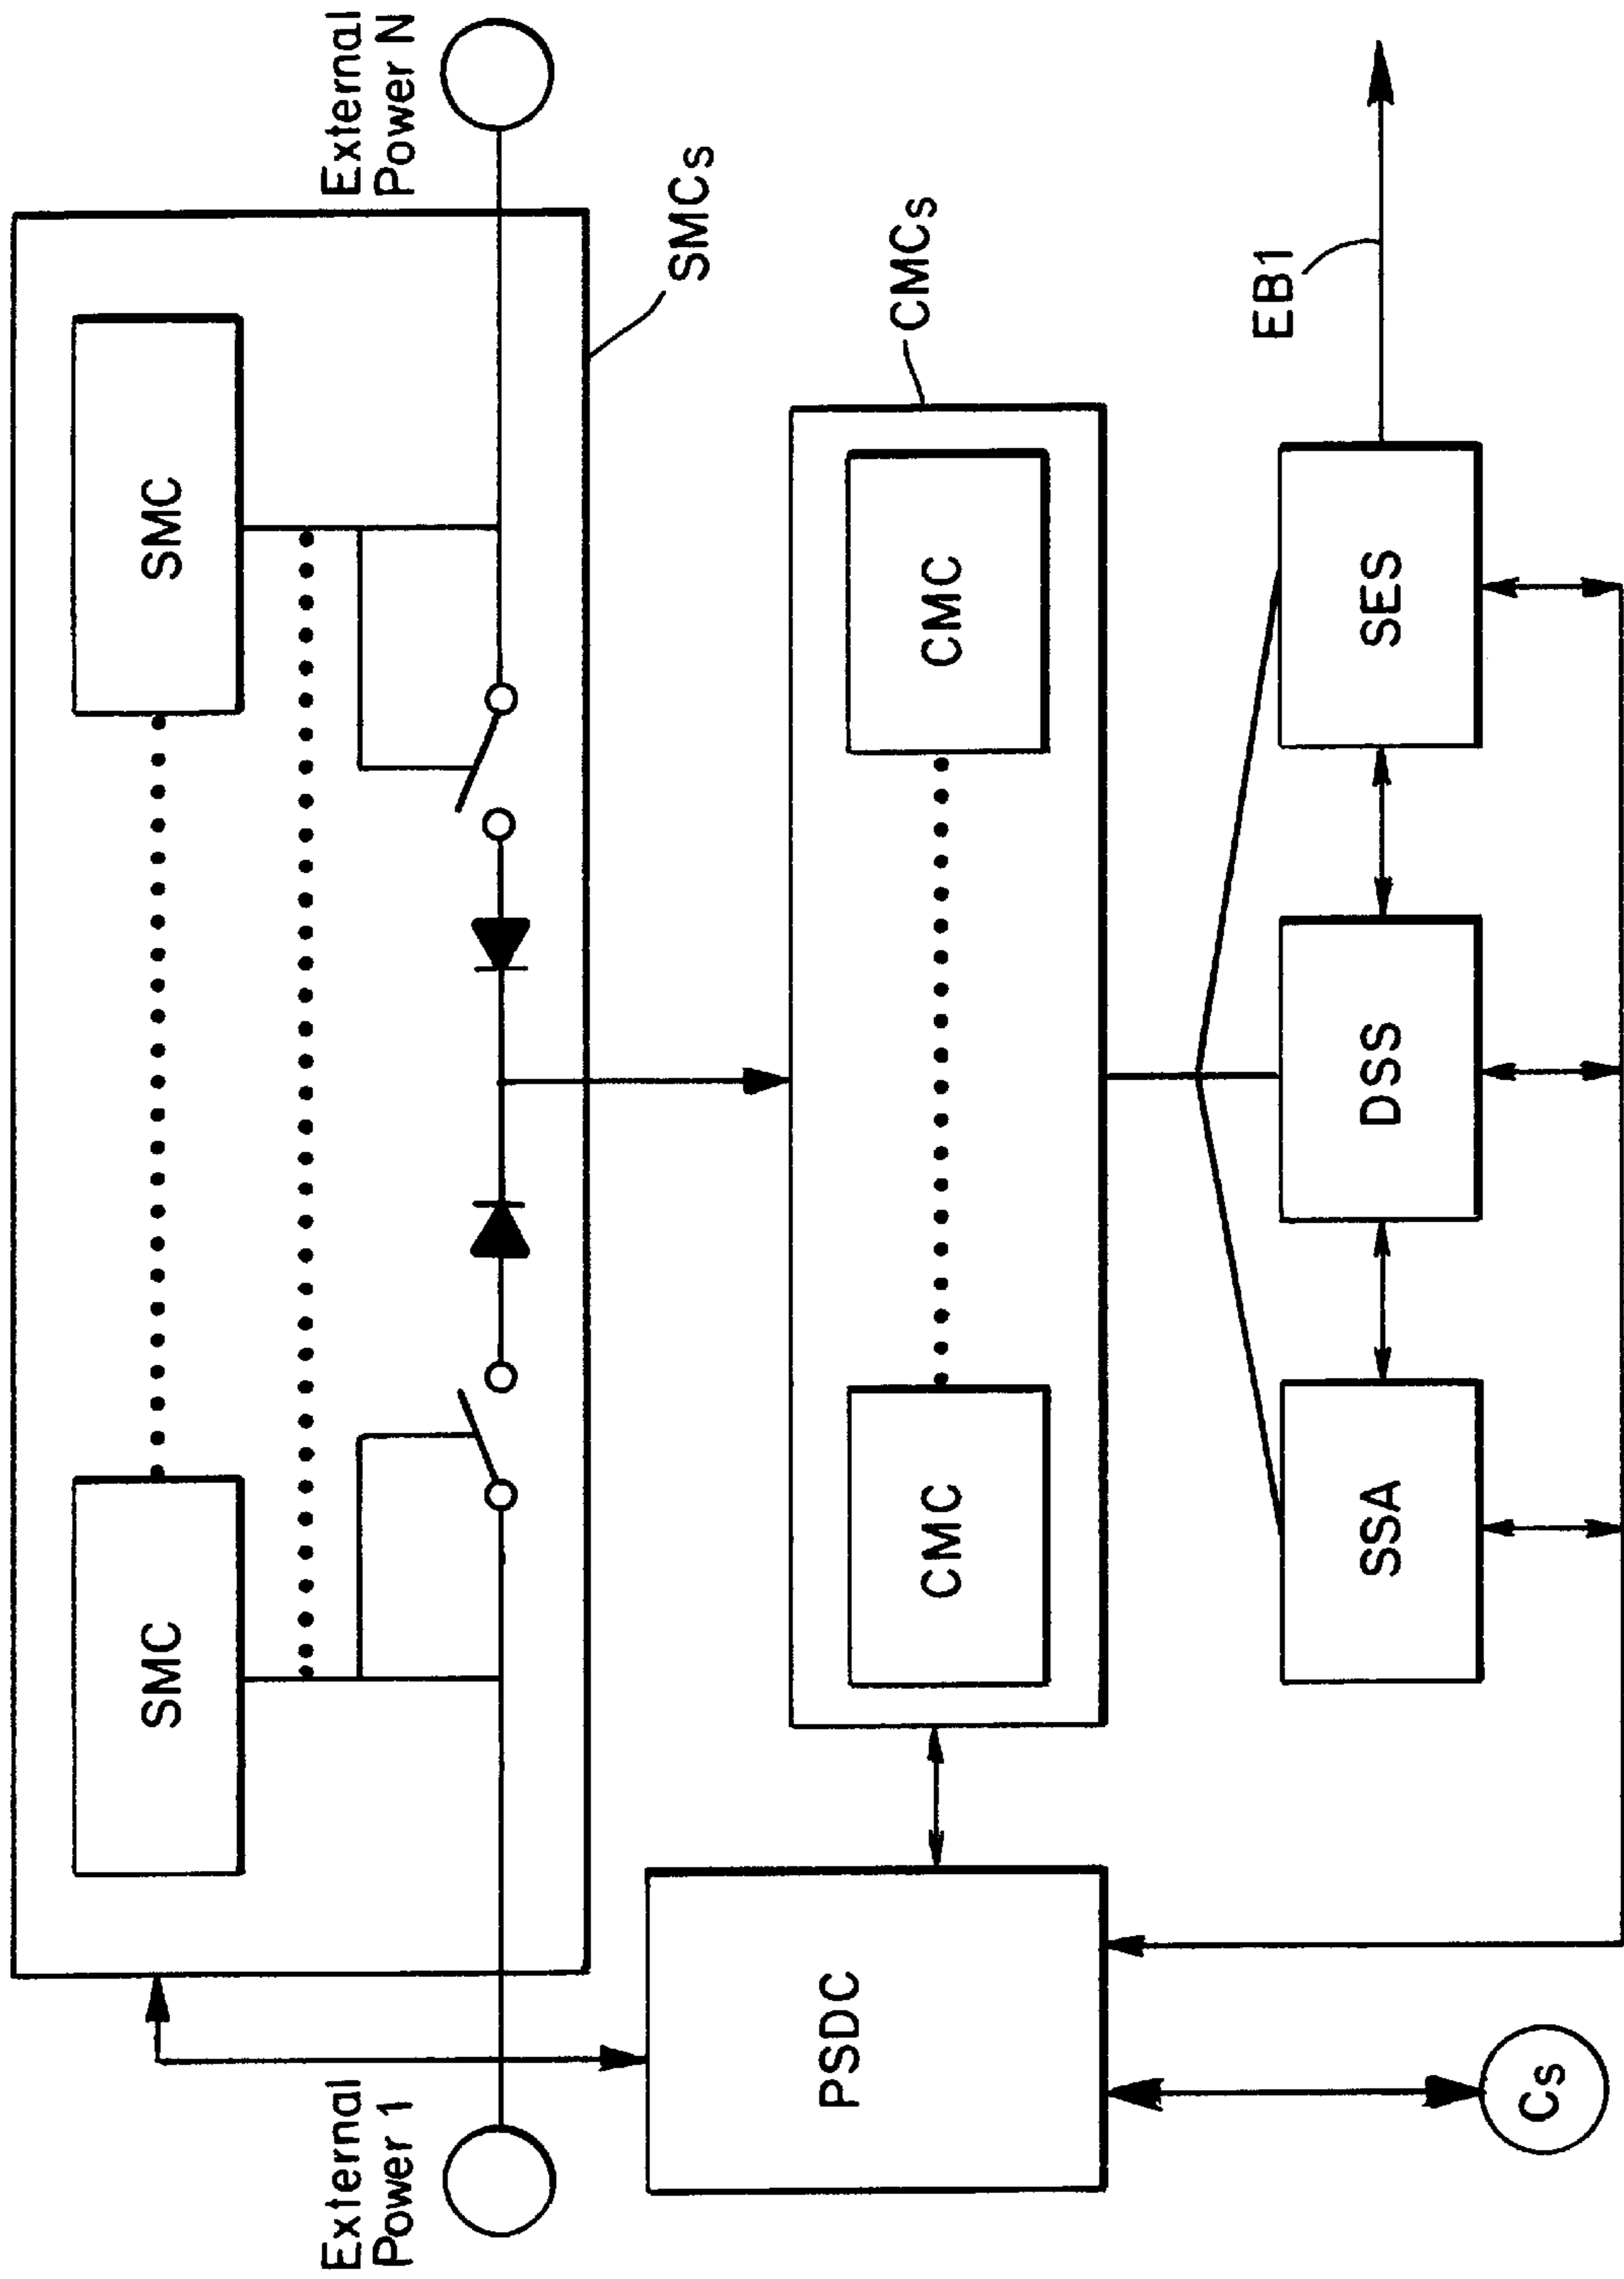 External
Power 1
External
Power N
SMC
SMC
SMCs
PSDC
CMC
CMC
CMCs
SSA
DSS
SES
EB1
Cs